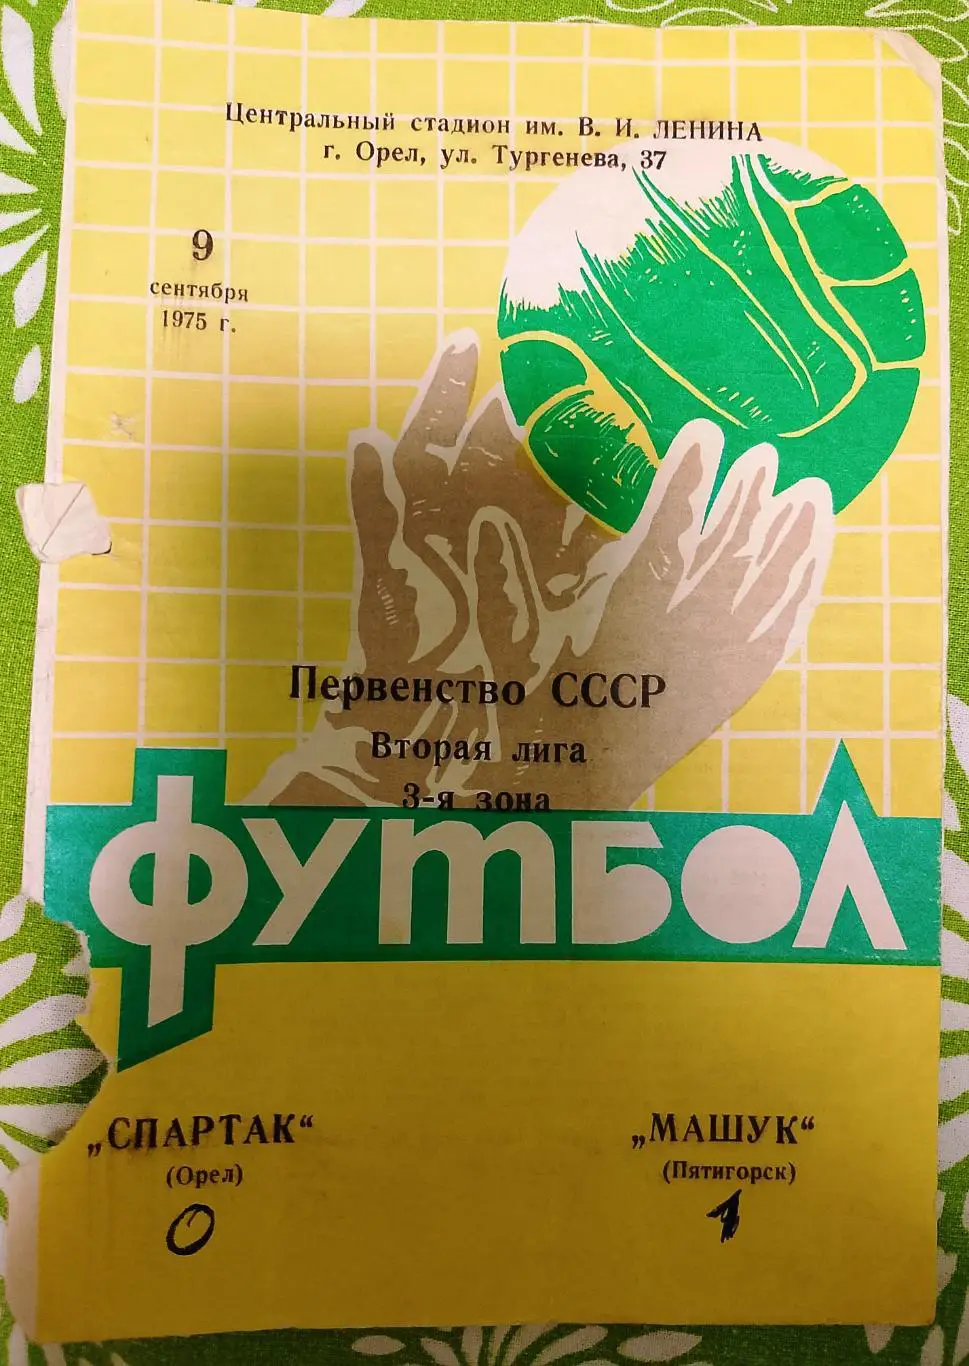 Центральный стадион им. В. И. ЛЕНИНА
г. Орел, ул. Тургенева, 37
9
сентября
1975 г.
Первенство СССР
Вторая лига
3-я зона
ФУТБОЛ
„СПАРТАК“ „МАШУК“
(Орел) (Пятигорск)
0 1